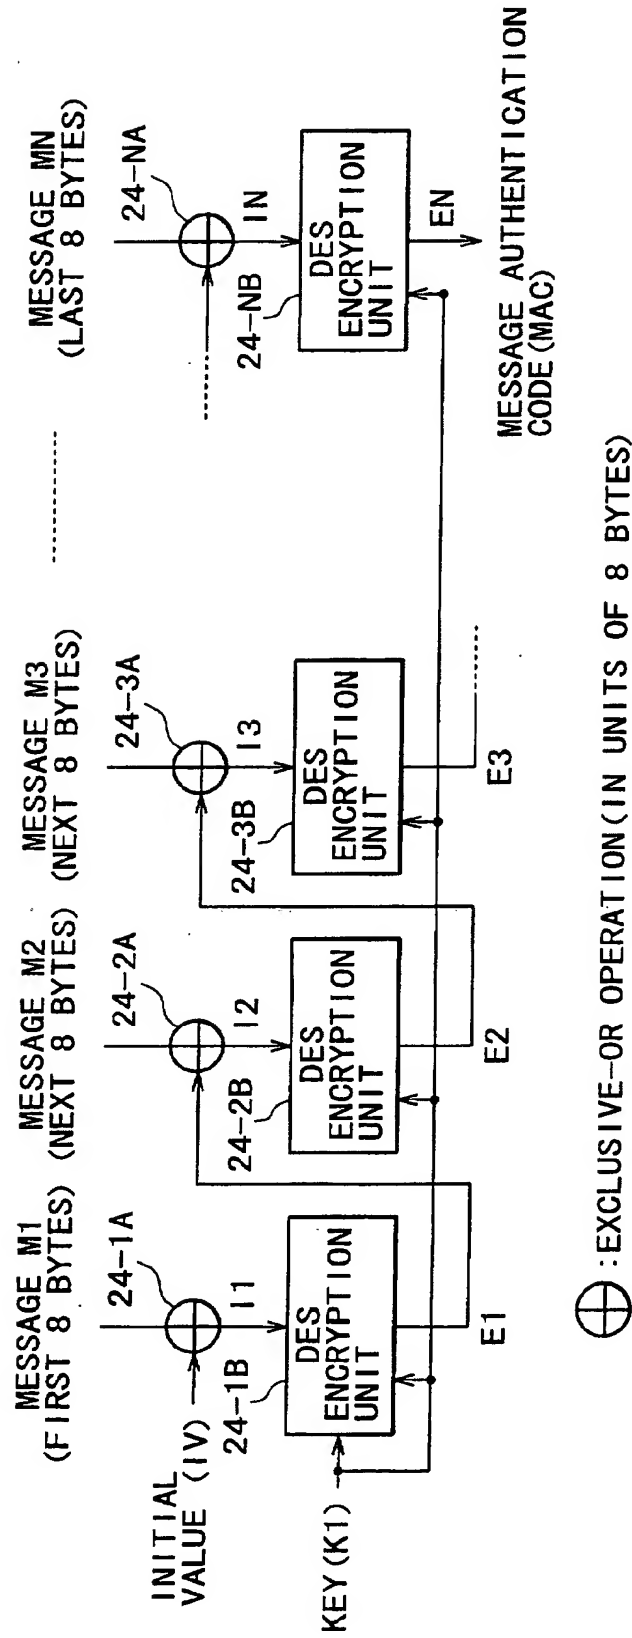 MESSAGE M1
(FIRST 8 BYTES)
MESSAGE M2
(NEXT 8 BYTES)
MESSAGE M3
(NEXT 8 BYTES)
MESSAGE MN
(LAST 8 BYTES)
24-1A
24-2A
24-3A
24-NA
INITIAL
VALUE (IV)
I1
I2
I3
IN
24-1B
24-2B
24-3B
24-NB
DES
ENCRYPTION
UNIT
DES
ENCRYPTION
UNIT
DES
ENCRYPTION
UNIT
DES
ENCRYPTION
UNIT
KEY(K1)
E1
E2
E3
EN
MESSAGE AUTHENTICATION
CODE(MAC)
:EXCLUSIVE-OR OPERATION(IN UNITS OF 8 BYTES)